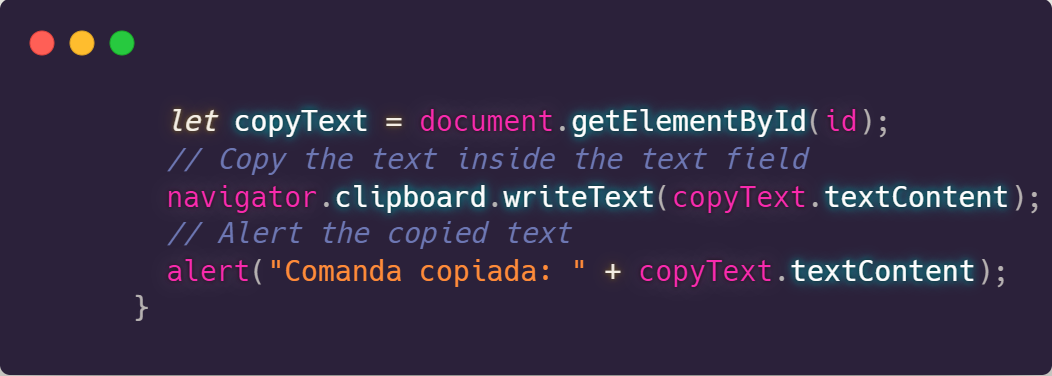 let copyText = document.getElementById(id);
// Copy the text inside the text field
navigator.clipboard.writeText(copyText.textContent);
// Alert the copied text
alert("Comanda copiada: " + copyText.textContent);
}